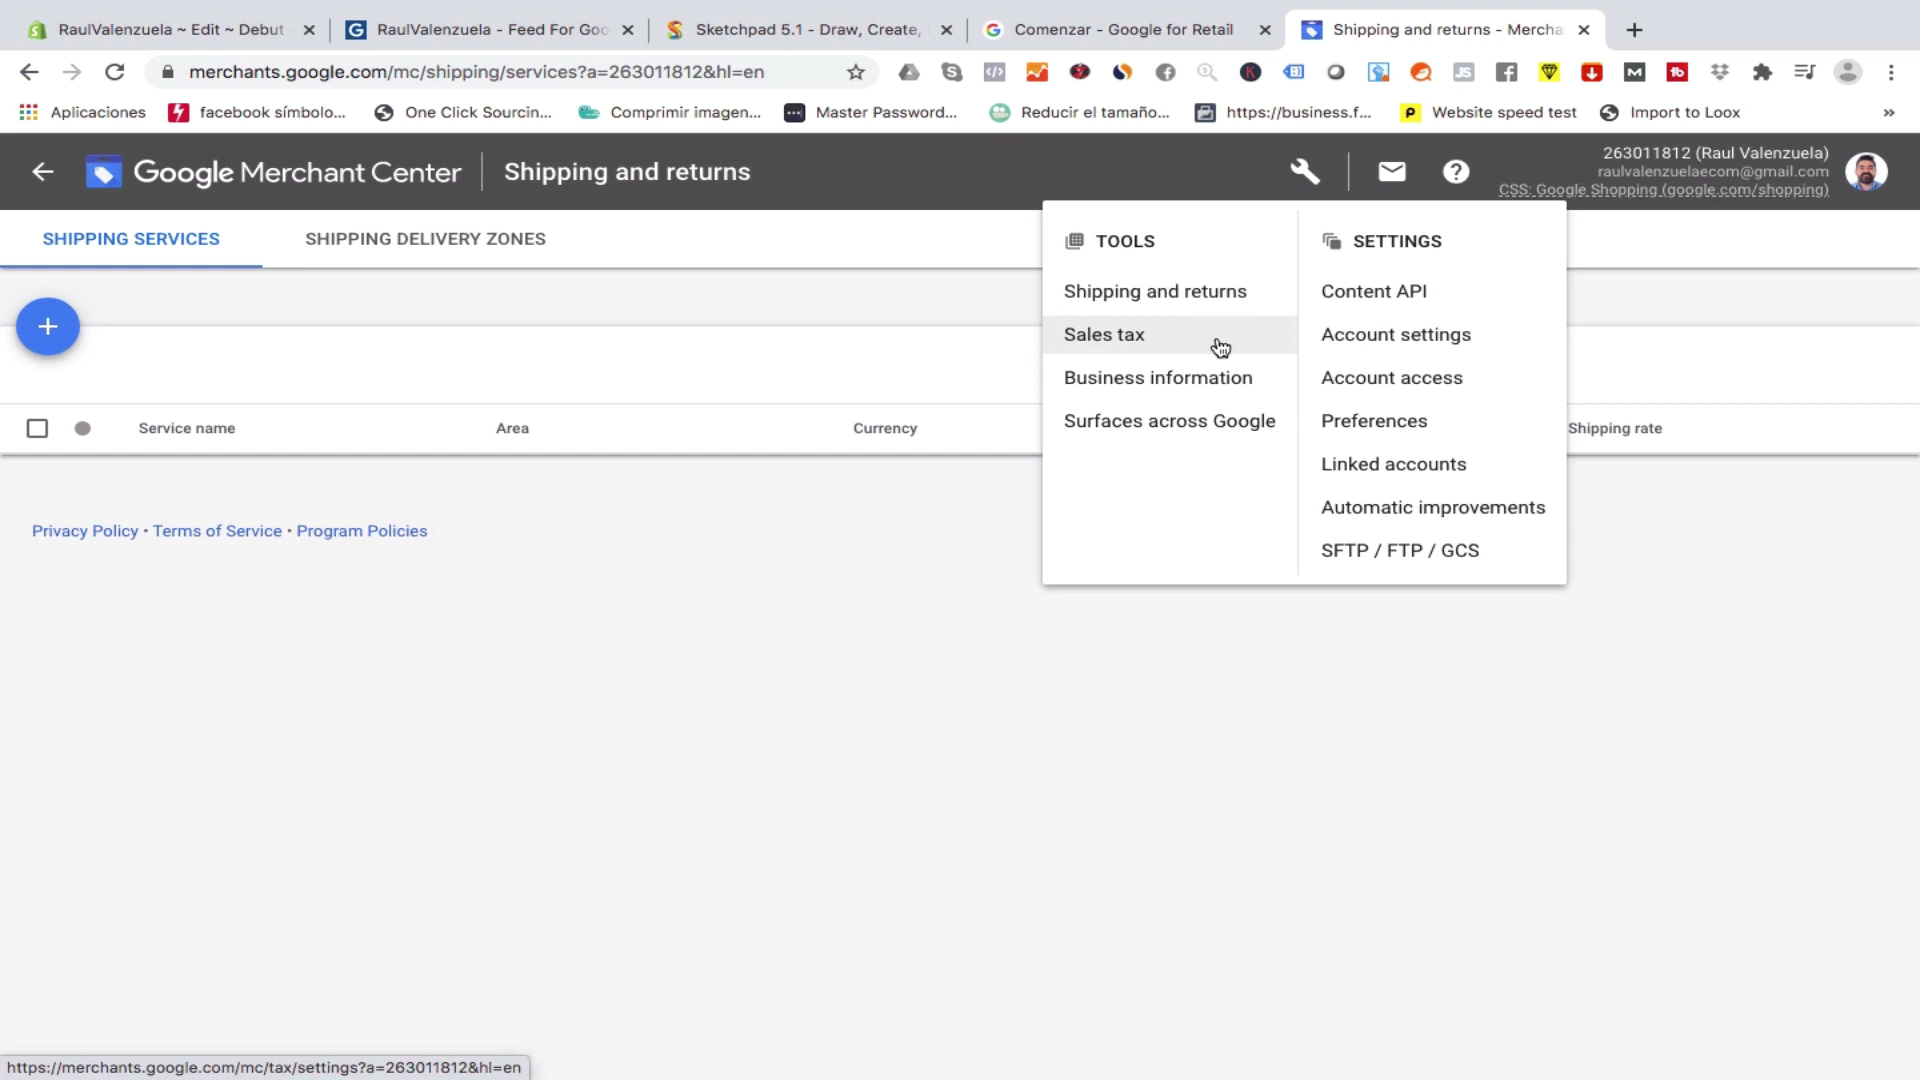 RaulValenzuela ~ Edit ~ Debut
RaulValenzuela - Feed For Goo
Sketchpad 5.1 - Draw, Create,
Comenzar - Google for Retail
Shipping and returns - Mercha
merchants.google.com/mc/shipping/services?a=263011812&hl=en
Aplicaciones
facebook símbolo...
One Click Sourcin...
Comprimir imagen...
Master Password...
Reducir el tamaño...
https://business.f...
Website speed test
Import to Loox
»
Google Merchant Center
Shipping and returns
263011812 (Raul Valenzuela)
raulvalenzuelaecom@gmail.com
CSS: Google Shopping (google.com/shopping)
SHIPPING SERVICES
SHIPPING DELIVERY ZONES
TOOLS
Shipping and returns
Sales tax
Business information
Surfaces across Google
SETTINGS
Content API
Account settings
Account access
Preferences
Linked accounts
Automatic improvements
SFTP / FTP / GCS
Service name
Area
Currency
Shipping rate
Privacy Policy • Terms of Service • Program Policies
https://merchants.google.com/mc/tax/settings?a=263011812&hl=en